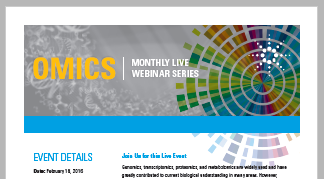 OMICS
MONTHLY LIVE
WEBINAR SERIES
EVENT DETAILS
Date: February 18, 2016
Join Us for this Live Event
Genomics, transcriptomics, proteomics, and metabolomics are widely used and have
greatly contributed to current biological understanding in many areas. However,